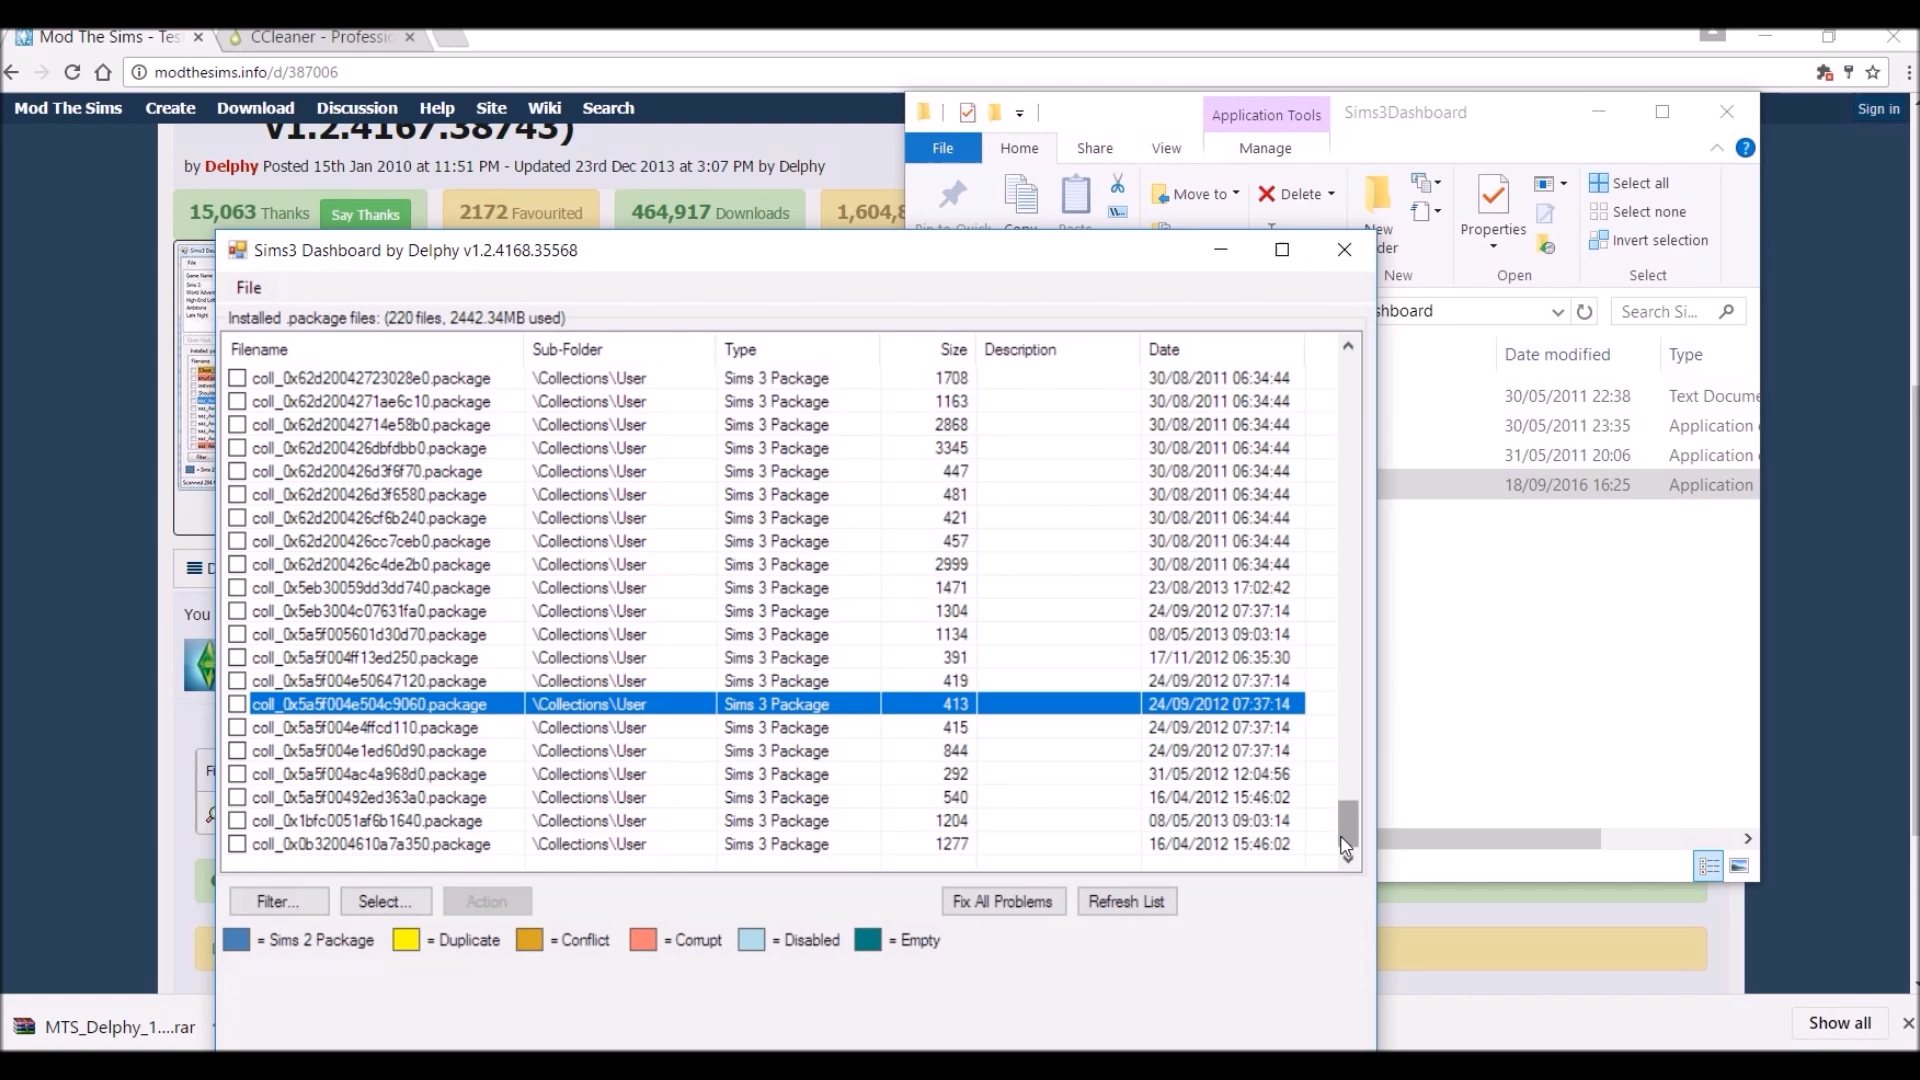 Mod The Sims - Tes
CCleaner - Professi
modthesims.info/d/387006
Mod The Sims Create Download Discussion Help Site Wiki Search
Sign in
v1.2.4167.38743)
by Delphy Posted 15th Jan 2010 at 11:51 PM - Updated 23rd Dec 2013 at 3:07 PM by Delphy
15,063 Thanks Say Thanks 2172 Favourited 464,917 Downloads 1,604,8
Application Tools Sims3Dashboard
File Home Share View Manage
Move to Delete
Select all
Select none
Invert selection
Properties
New
Open
Select
Search Si...
Date modified Type
30/05/2011 22:38 Text Docume
30/05/2011 23:35 Application
31/05/2011 20:06 Application
18/09/2016 16:25 Application
Sims3 Dashboard by Delphy v1.2.4168.35568
File
Installed .package files: (220 files, 2442.34MB used)
Filename Sub-Folder Type Size Description Date
coll_0x62d20042723028e0.package \Collections\User Sims 3 Package 1708 30/08/2011 06:34:44
coll_0x62d2004271ae6c10.package \Collections\User Sims 3 Package 1163 30/08/2011 06:34:44
coll_0x62d20042714e58b0.package \Collections\User Sims 3 Package 2868 30/08/2011 06:34:44
coll_0x62d200426dbfdbb0.package \Collections\User Sims 3 Package 3345 30/08/2011 06:34:44
coll_0x62d200426d3f6f70.package \Collections\User Sims 3 Package 447 30/08/2011 06:34:44
coll_0x62d200426d3f6580.package \Collections\User Sims 3 Package 481 30/08/2011 06:34:44
coll_0x62d200426cf6b240.package \Collections\User Sims 3 Package 421 30/08/2011 06:34:44
coll_0x62d200426cc7ceb0.package \Collections\User Sims 3 Package 457 30/08/2011 06:34:44
coll_0x62d200426c4de2b0.package \Collections\User Sims 3 Package 2999 30/08/2011 06:34:44
coll_0x5eb30059dd3dd740.package \Collections\User Sims 3 Package 1471 23/08/2013 17:02:42
coll_0x5eb3004c07631fa0.package \Collections\User Sims 3 Package 1304 24/09/2012 07:37:14
coll_0x5a5f005601d30d70.package \Collections\User Sims 3 Package 1134 08/05/2013 09:03:14
coll_0x5a5f004ff13ed250.package \Collections\User Sims 3 Package 391 17/11/2012 06:35:30
coll_0x5a5f004e50647120.package \Collections\User Sims 3 Package 419 24/09/2012 07:37:14
coll_0x5a5f004e504c9060.package \Collections\User Sims 3 Package 413 24/09/2012 07:37:14
coll_0x5a5f004e4ffcd110.package \Collections\User Sims 3 Package 415 24/09/2012 07:37:14
coll_0x5a5f004e1ed60d90.package \Collections\User Sims 3 Package 844 24/09/2012 07:37:14
coll_0x5a5f004ac4a968d0.package \Collections\User Sims 3 Package 292 31/05/2012 12:04:56
coll_0x5a5f00492ed363a0.package \Collections\User Sims 3 Package 540 16/04/2012 15:46:02
coll_0x1bfc0051af6b1640.package \Collections\User Sims 3 Package 1204 08/05/2013 09:03:14
coll_0x0b32004610a7a350.package \Collections\User Sims 3 Package 1277 16/04/2012 15:46:02
Filter... Select... Action Fix All Problems Refresh List
= Sims 2 Package = Duplicate = Conflict = Corrupt = Disabled = Empty
You
MTS_Delphy_1....rar
Show all